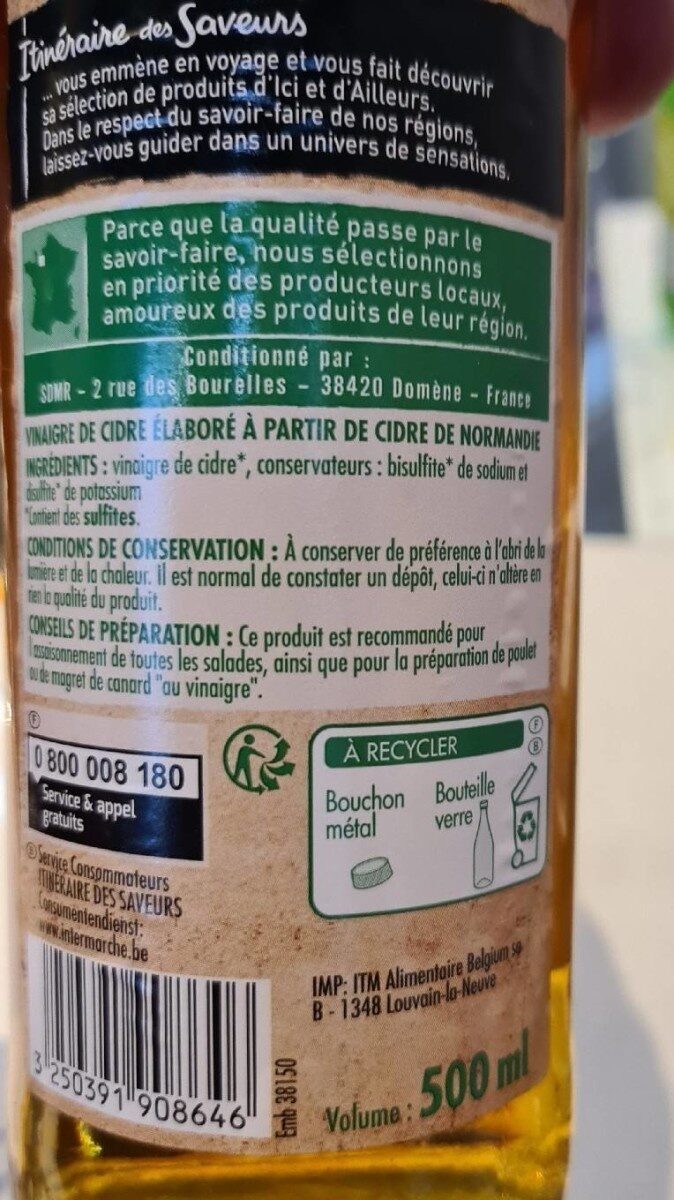 Itinéraire des Saveurs
... vous emmène en voyage et vous fait découvrir
sa sélection de produits d'Ici et d'Ailleurs.
Dans le respect du savoir-faire de nos régions,
laissez-vous guider dans un univers de sensations.
Parce que la qualité passe par le
savoir-faire, nous sélectionnons
en priorité des producteurs locaux,
amoureux des produits de leur région.
Conditionné par :
SDMR - 2 rue des Bourelles - 38420 Domène - France
VINAIGRE DE CIDRE ÉLABORÉ À PARTIR DE CIDRE DE NORMANDIE
INGRÉDIENTS : vinaigre de cidre*, conservateurs : bisulfite* de sodium et
disulfite* de potassium
*Contient des sulfites.
CONDITIONS DE CONSERVATION : À conserver de préférence à l'abri de la
lumière et de la chaleur. Il est normal de constater un dépôt, celui-ci n'altère en
rien la qualité du produit.
CONSEILS DE PRÉPARATION : Ce produit est recommandé pour
l'assaisonnement de toutes les salades, ainsi que pour la préparation de poulet
ou de magret de canard "au vinaigre".
F
0 800 008 180
Service & appel
gratuits
B Service Consommateurs
ITINÉRAIRE DES SAVEURS
Consumentendienst:
www.intermarche.be
À RECYCLER
F
B
Bouchon
métal
Bouteille
verre
IMP: ITM Alimentaire Belgium sa
B - 1348 Louvain-la-Neuve
3 250391 908646
Emb 38150
Volume : 500 ml